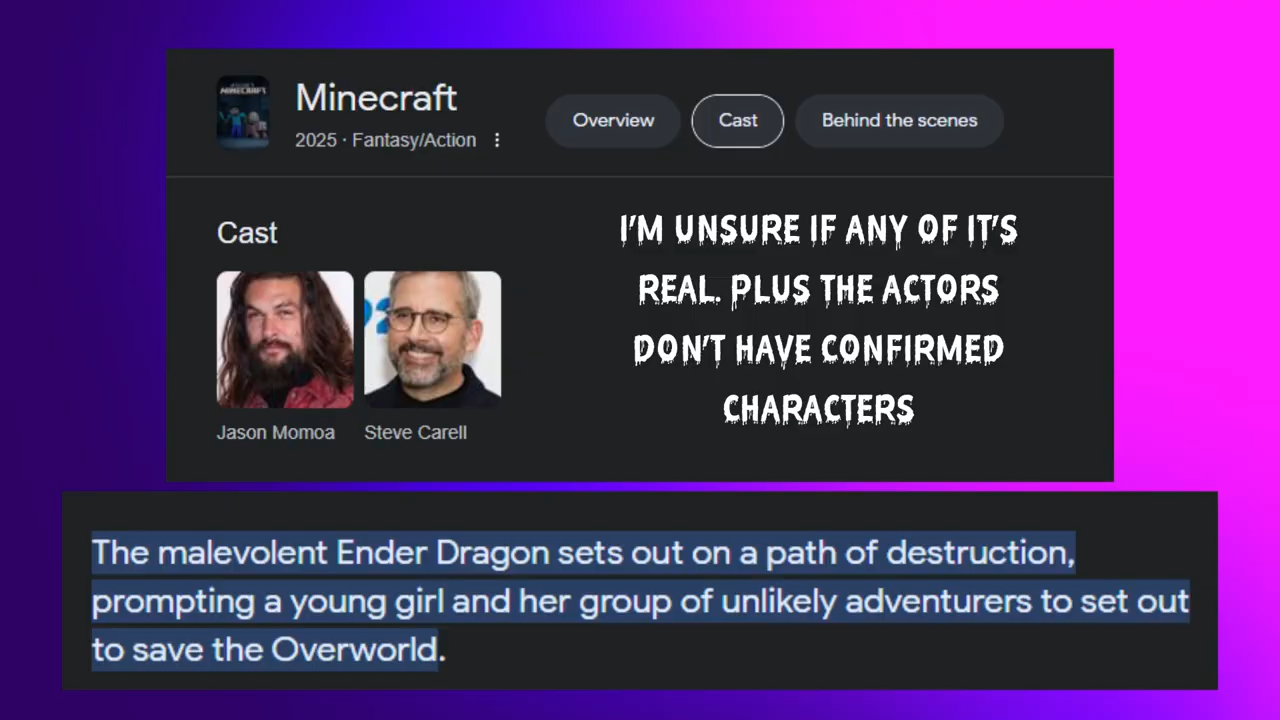 MINECRAFT
Minecraft
2025 · Fantasy/Action
Overview
Cast
Behind the scenes
Cast
Jason Momoa
Steve Carell
I'M UNSURE IF ANY OF IT'S
REAL. PLUS THE ACTORS
DON'T HAVE CONFIRMED
CHARACTERS
The malevolent Ender Dragon sets out on a path of destruction,
prompting a young girl and her group of unlikely adventurers to set out
to save the Overworld.